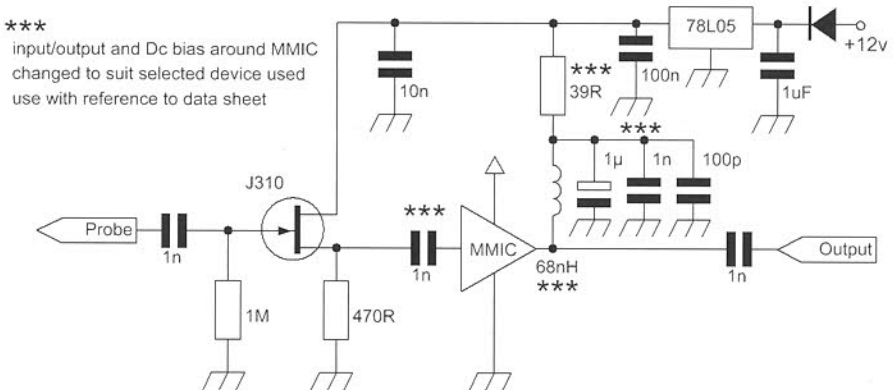 ***
input/output and Dc bias around MMIC
changed to suit selected device used
use with reference to data sheet
78L05
+12v
10n
***
39R
100n
1uF
***
1µ
1n
100p
J310
Probe
1n
***
1n
MMIC
68nH
***
1n
Output
1M
470R